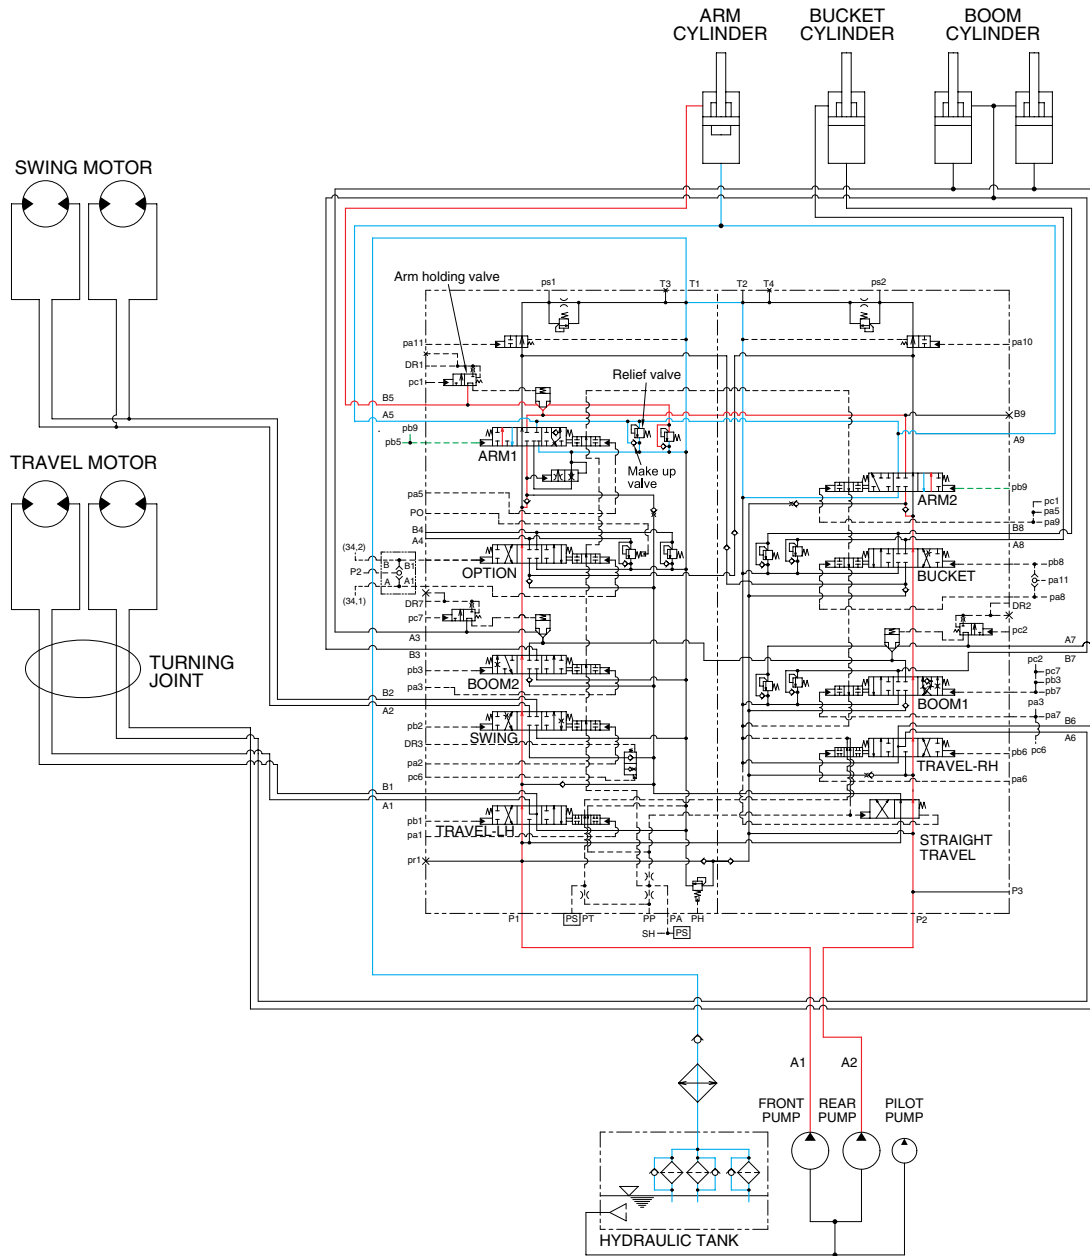 ARM
CYLINDER
BUCKET
CYLINDER
BOOM
CYLINDER
SWING MOTOR
TRAVEL MOTOR
TURNING
JOINT
Arm holding valve
ps1
T3
T1
T2
T4
ps2
pa11
DR1
pc1
B5
A5
pb9
pb5
ARM1
Relief valve
Make up
valve
pa10
B9
A9
ARM2
pb9
pc1
pa5
pa9
pa5
PO
B4
A4
(34,2)
P2
B
B1
A
A1
(34,1)
OPTION
DR7
pc7
A3
B8
A8
BUCKET
pb8
pa11
pa8
DR2
pc2
A7
B7
B3
pb3
pa3
BOOM2
B2
A2
pb2
SWING
DR3
pa2
pc6
BOOM1
pc2
pc7
pb3
pb7
pa3
pa7
pc6
B6
A6
pb6
TRAVEL-RH
pa6
B1
A1
pb1
pa1
TRAVEL-LH
pr1
STRAIGHT
TRAVEL
P3
P1
PS
PT
PP
PA
PH
SH
PS
P2
A1
A2
FRONT
PUMP
REAR
PUMP
PILOT
PUMP
HYDRAULIC TANK